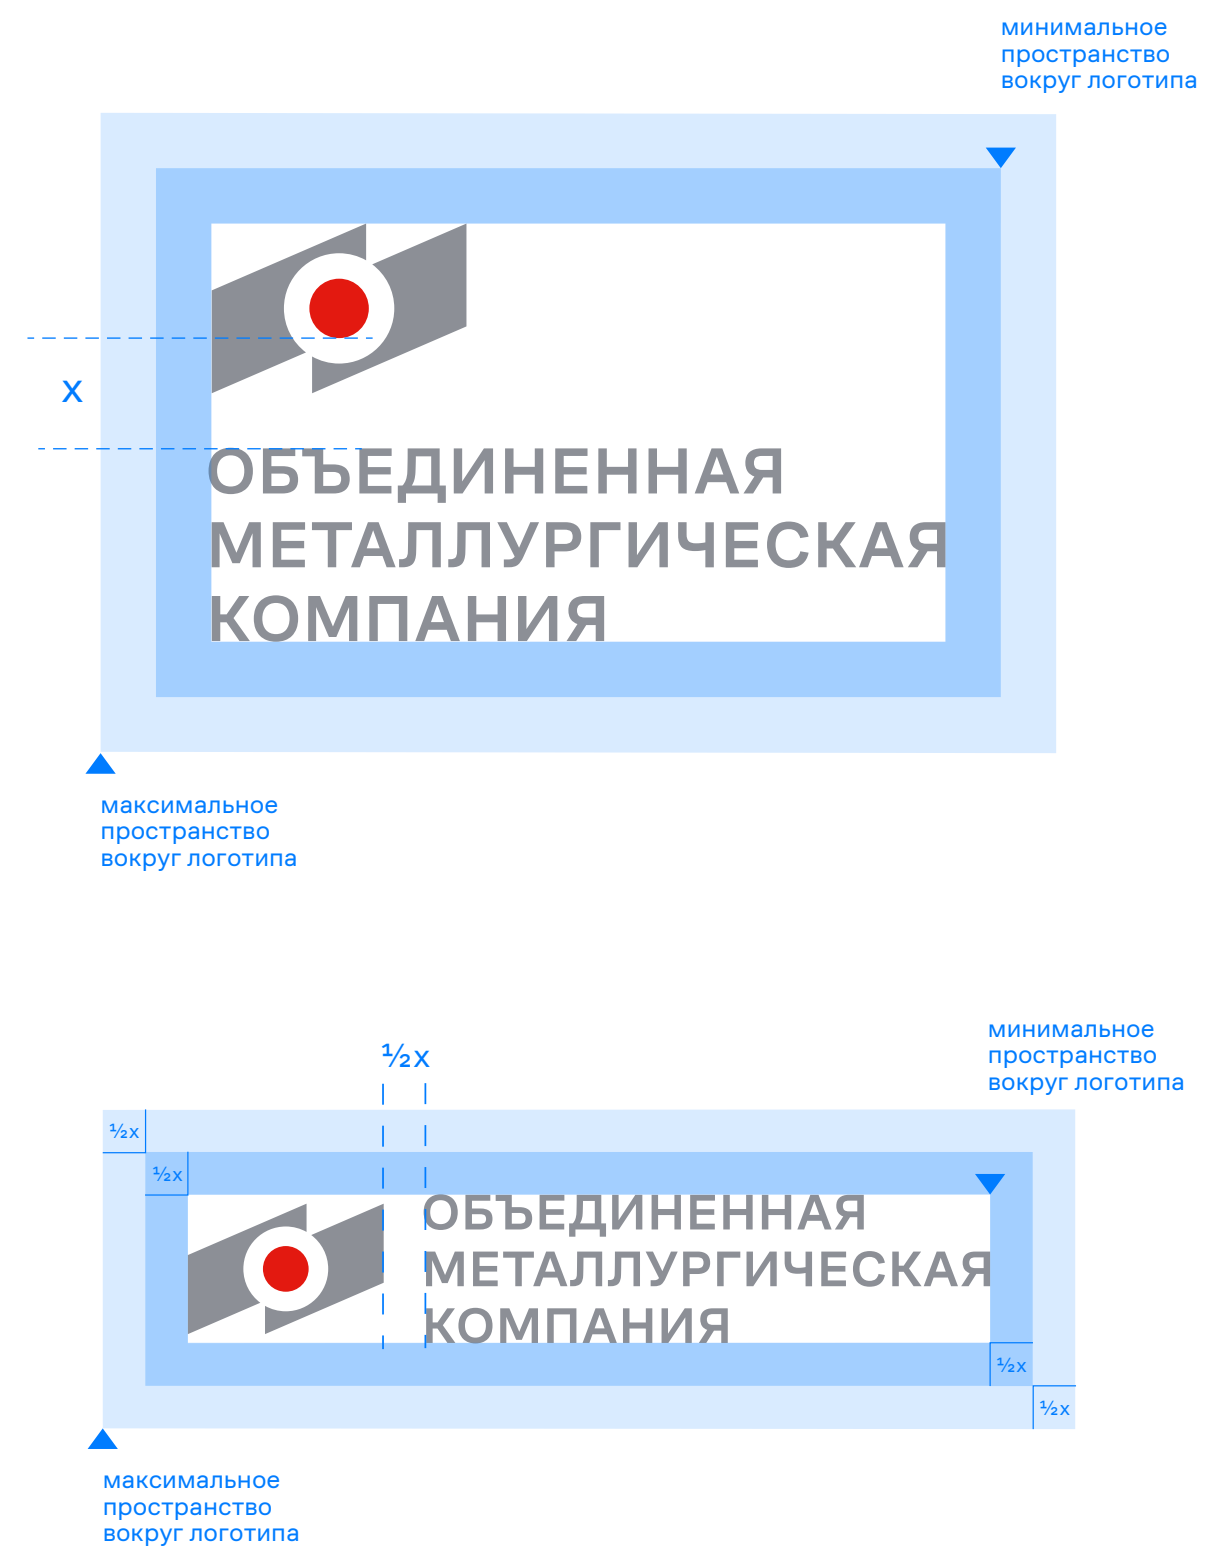 минимальное
пространство
вокруг логотипа
x
ОБЪЕДИНЕННАЯ
МЕТАЛЛУРГИЧЕСКАЯ
КОМПАНИЯ
максимальное
пространство
вокруг логотипа
минимальное
пространство
вокруг логотипа
½x
½x
½x
ОБЪЕДИНЕННАЯ
МЕТАЛЛУРГИЧЕСКАЯ
КОМПАНИЯ
½x
½x
максимальное
пространство
вокруг логотипа